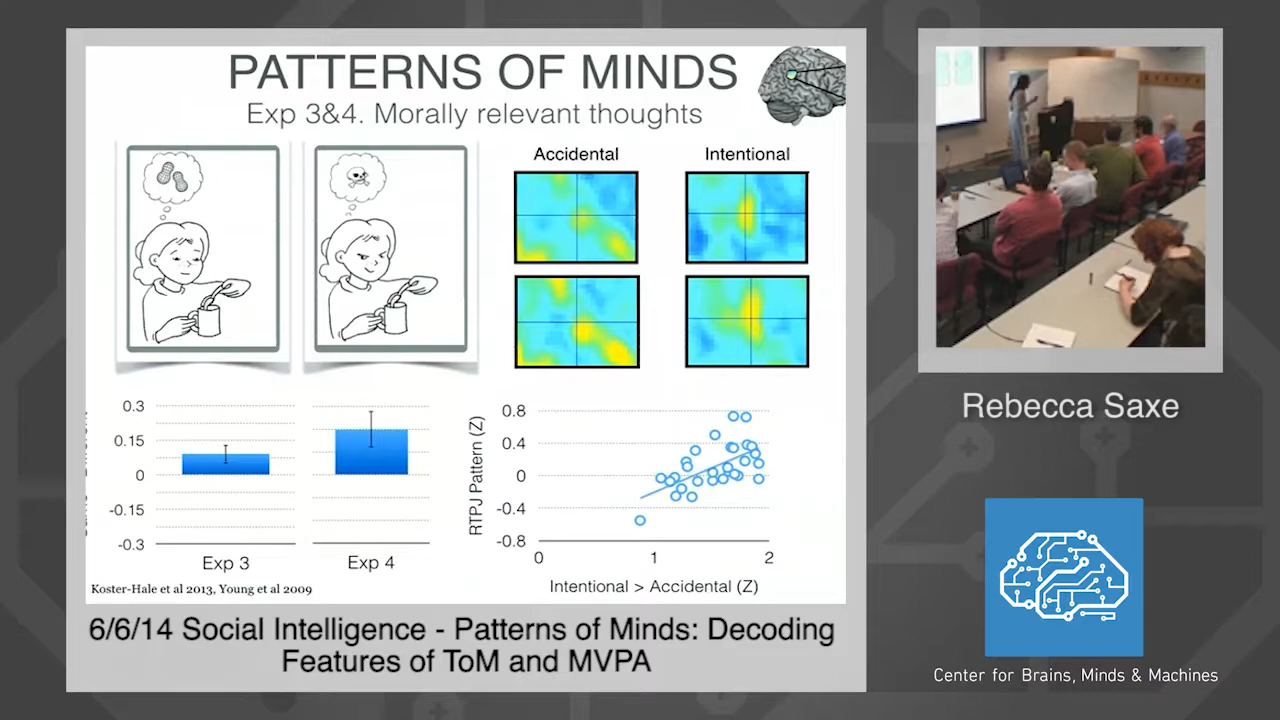 PATTERNS OF MINDS
Exp 3&4. Morally relevant thoughts
Accidental
Intentional
0.3
0.15
0
-0.15
-0.3
Exp 3
Exp 4
RTPJ Pattern (Z)
0.8
0.4
0
-0.4
-0.8
0
1
2
Intentional > Accidental (Z)
Koster-Hale et al 2013, Young et al 2009
6/6/14 Social Intelligence - Patterns of Minds: Decoding
Features of ToM and MVPA
Rebecca Saxe
Center for Brains, Minds & Machines